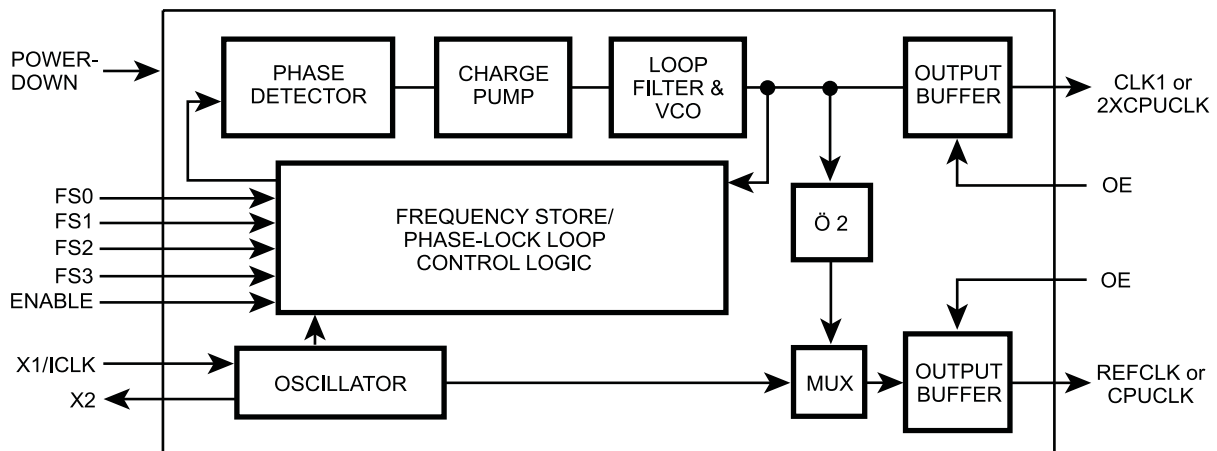 POWER-
DOWN
PHASE
DETECTOR
CHARGE
PUMP
LOOP
FILTER &
VCO
OUTPUT
BUFFER
CLK1 or
2XCPUCLK
OE
FS0
FS1
FS2
FS3
ENABLE
FREQUENCY STORE/
PHASE-LOCK LOOP
CONTROL LOGIC
Ö 2
OE
X1/ICLK
X2
OSCILLATOR
MUX
OUTPUT
BUFFER
REFCLK or
CPUCLK